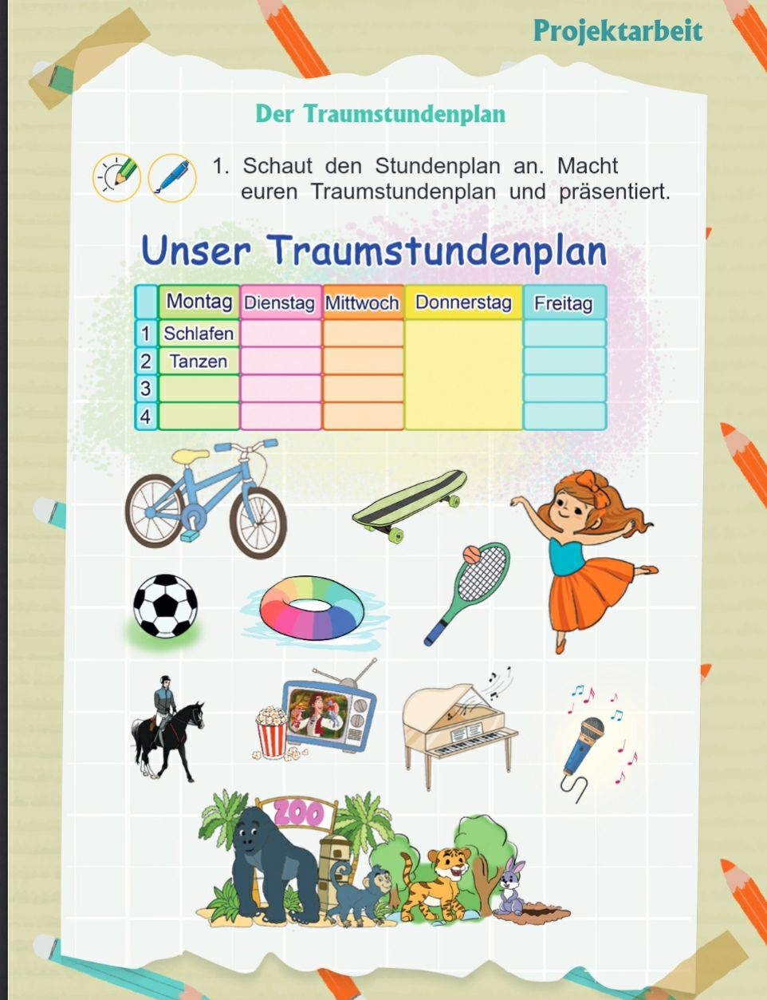 Projektarbeit
Der Traumstundenplan
1. Schaut den Stundenplan an. Macht
euren Traumstundenplan und präsentiert.
Unser Traumstundenplan
Montag Dienstag Mittwoch Donnerstag Freitag
1 Schlafen
2 Tanzen
3
4
ZOO